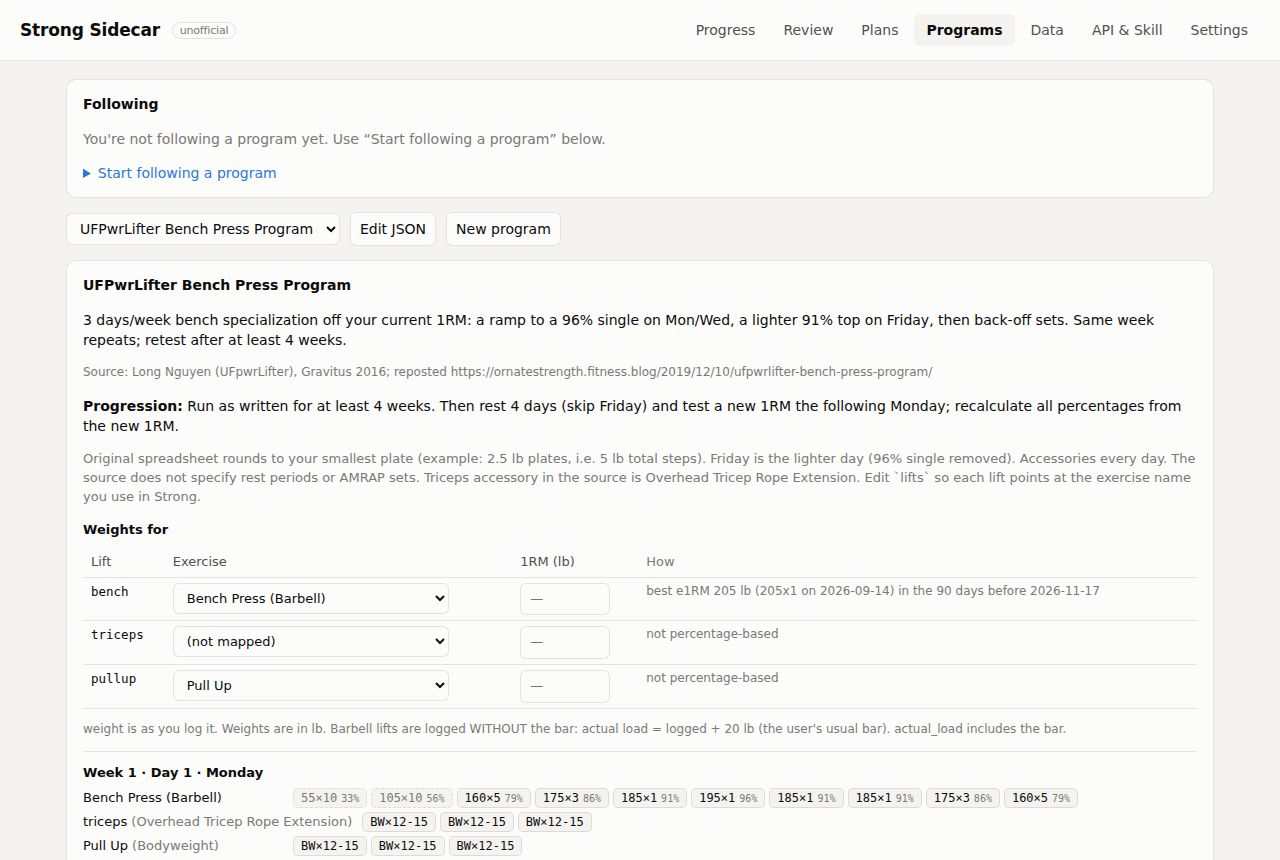 Strong Sidecar unofficial Progress Review Plans Programs Data API & Skill Settings
Following
You're not following a program yet. Use “Start following a program” below.
Start following a program
UFPwrLifter Bench Press Program Edit JSON New program
UFPwrLifter Bench Press Program
3 days/week bench specialization off your current 1RM: a ramp to a 96% single on Mon/Wed, a lighter 91% top on Friday, then back-off sets. Same week
repeats; retest after at least 4 weeks.
Source: Long Nguyen (UFpwrLifter), Gravitus 2016; reposted https://ornatestrength.fitness.blog/2019/12/10/ufpwrlifter-bench-press-program/
Progression: Run as written for at least 4 weeks. Then rest 4 days (skip Friday) and test a new 1RM the following Monday; recalculate all percentages from
the new 1RM.
Original spreadsheet rounds to your smallest plate (example: 2.5 lb plates, i.e. 5 lb total steps). Friday is the lighter day (96% single removed). Accessories every day. The
source does not specify rest periods or AMRAP sets. Triceps accessory in the source is Overhead Tricep Rope Extension. Edit `lifts` so each lift points at the exercise name
you use in Strong.
Weights for
Lift Exercise 1RM (lb) How
bench Bench Press (Barbell) — best e1RM 205 lb (205x1 on 2026-09-14) in the 90 days before 2026-11-17
triceps (not mapped) — not percentage-based
pullup Pull Up — not percentage-based
weight is as you log it. Weights are in lb. Barbell lifts are logged WITHOUT the bar: actual load = logged + 20 lb (the user's usual bar). actual_load includes the bar.
Week 1 · Day 1 · Monday
Bench Press (Barbell) 55×10 33% 105×10 56% 160×5 79% 175×3 86% 185×1 91% 195×1 96% 185×1 91% 185×1 91% 175×3 86% 160×5 79%
triceps (Overhead Tricep Rope Extension) BW×12-15 BW×12-15 BW×12-15
Pull Up (Bodyweight) BW×12-15 BW×12-15 BW×12-15